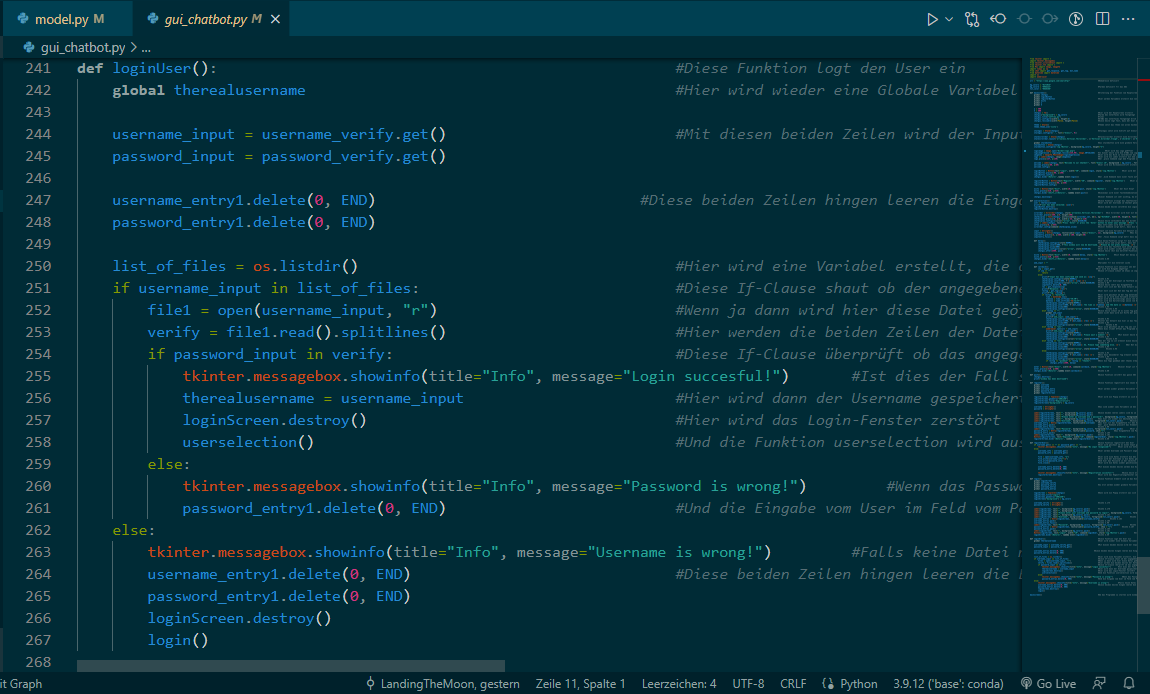 model.py M
gui_chatbot.py M
gui_chatbot.py > ...
241 def loginUser(): #Diese Funktion logt den User ein
242 global therealusername #Hier wird wieder eine Globale Variabel
243
244 username_input = username_verify.get() #Mit diesen beiden Zeilen wird der Inpu
245 password_input = password_verify.get()
246
247 username_entry1.delete(0, END) #Diese beiden Zeilen hingen leeren die Einga
248 password_entry1.delete(0, END)
249
250 list_of_files = os.listdir() #Hier wird eine Variabel erstellt, die
251 if username_input in list_of_files: #Diese If-Clause schaut ob der angegebene
252 file1 = open(username_input, "r") #Wenn ja dann wird hier diese Datei geö
253 verify = file1.read().splitlines() #Hier werden die beiden Zeilen der Date
254 if password_input in verify: #Diese If-Clause überprüft ob das angeg
255 tkinter.messagebox.showinfo(title="Info", message="Login succesful!") #Ist dies der Fall
256 therealusername = username_input #Hier wird dann der Username gespeicher
257 loginScreen.destroy() #Hier wird das Login-Fenster zerstört
258 userselection() #Und die Funktion userselection wird aus
259 else:
260 tkinter.messagebox.showinfo(title="Info", message="Password is wrong!") #Wenn das Passw
261 password_entry1.delete(0, END) #Und die Eingabe vom User im Feld vom Pa
262 else:
263 tkinter.messagebox.showinfo(title="Info", message="Username is wrong!") #Falls keine Datei
264 username_entry1.delete(0, END) #Diese beiden Zeilen hingen leeren die
265 password_entry1.delete(0, END)
266 loginScreen.destroy()
267 login()
268
it Graph LandingTheMoon, gestern Zeile 11, Spalte 1 Leerzeichen: 4 UTF-8 CRLF Python 3.9.12 ('base': conda) Go Live